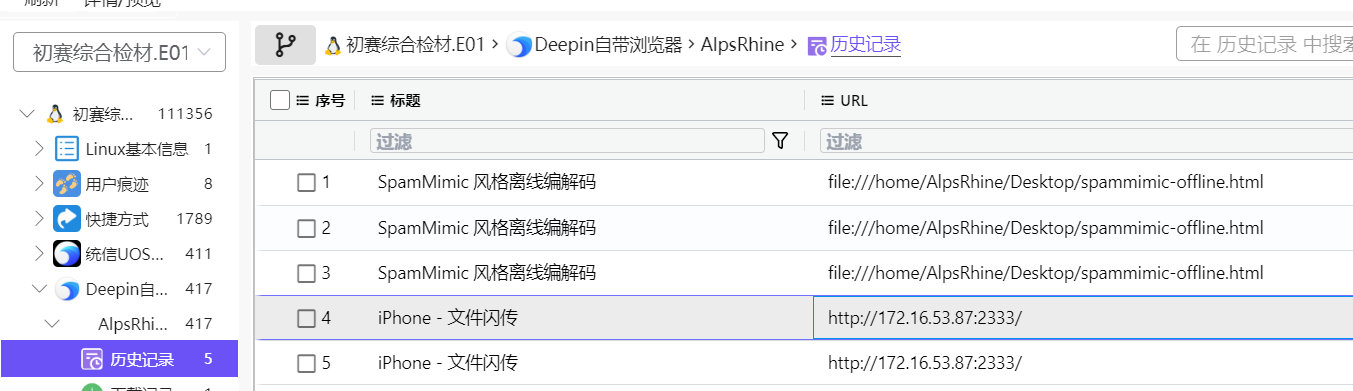 刷新 详情/预览
初赛综合检材.E01
初赛综合检材.E01 > Deepin自带浏览器 > AlpsRhine > 历史记录
在 历史记录 中搜索
初赛综... 111356
Linux基本信息 1
用户痕迹 8
快捷方式 1789
统信UOS... 411
Deepin自... 417
AlpsRhi... 417
历史记录 5
下载记录 1
序号 标题 URL
过滤 过滤
1 SpamMimic 风格离线编解码 file:///home/AlpsRhine/Desktop/spammimic-offline.html
2 SpamMimic 风格离线编解码 file:///home/AlpsRhine/Desktop/spammimic-offline.html
3 SpamMimic 风格离线编解码 file:///home/AlpsRhine/Desktop/spammimic-offline.html
4 iPhone - 文件闪传 http://172.16.53.87:2333/
5 iPhone - 文件闪传 http://172.16.53.87:2333/